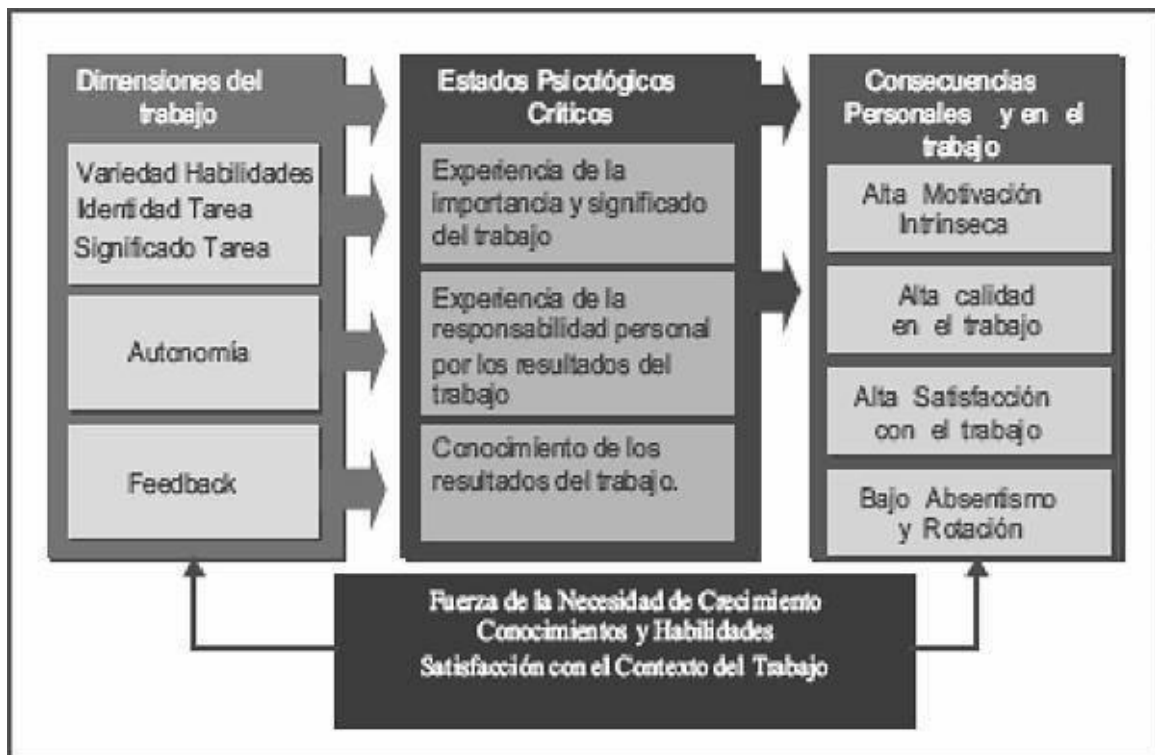 Dimensiones del
trabajo
Variedad Habilidades
Identidad Tarea
Significado Tarea
Autonomía
Feedback
Estados Psicológicos
Críticos
Experiencia de la
importancia y significado
del trabajo
Experiencia de la
responsabilidad personal
por los resultados del
trabajo
Conocimiento de los
resultados del trabajo.
Consecuencias
Personales y en el
trabajo
Alta Motivación
Intrínseca
Alta calidad
en el trabajo
Alta Satisfacción
con el trabajo
Bajo Absentismo
y Rotación
Fuerza de la Necesidad de Crecimiento
Conocimientos y Habilidades
Satisfacción con el Contexto del Trabajo